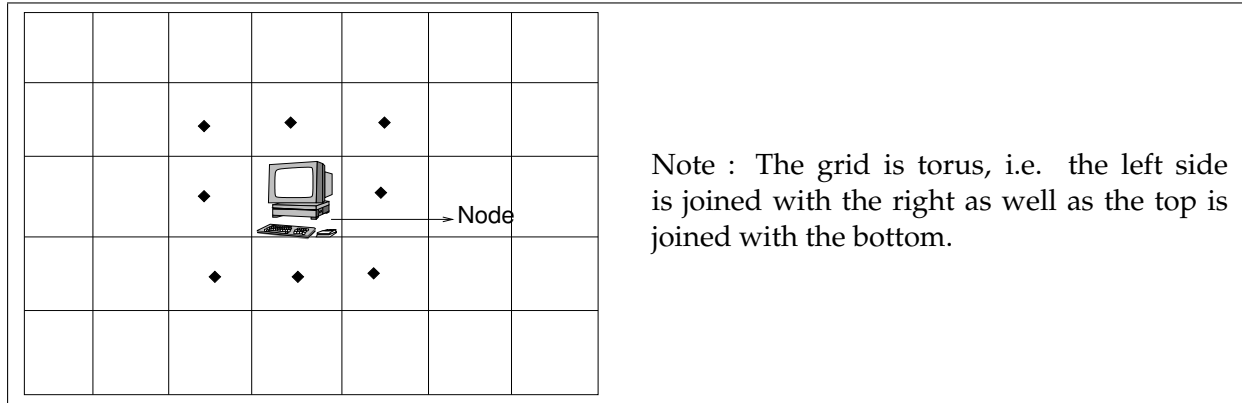 Node
Note : The grid is torus, i.e. the left side
is joined with the right as well as the top is
joined with the bottom.